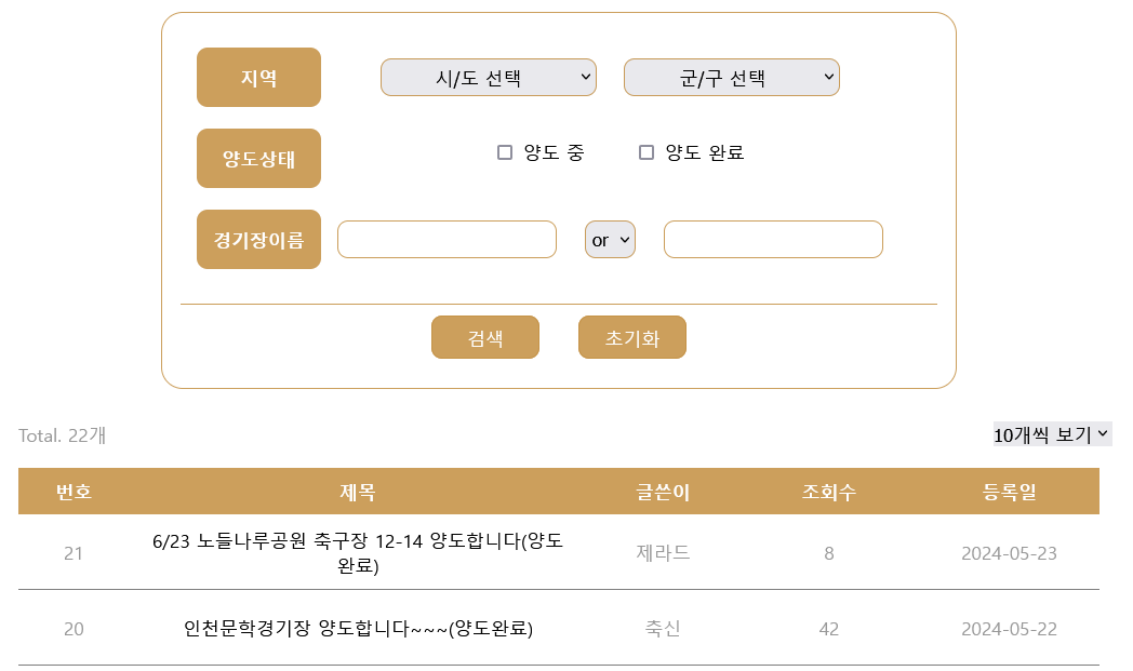 지역 시/도 선택 군/구 선택
양도상태 양도 중 양도 완료
경기장이름 or
검색 초기화
Total. 22개 10개씩 보기
번호 제목 글쓴이 조회수 등록일
21 6/23 노들나루공원 축구장 12-14 양도합니다(양도
완료) 제라드 8 2024-05-23
20 인천문학경기장 양도합니다~~~(양도완료) 축신 42 2024-05-22